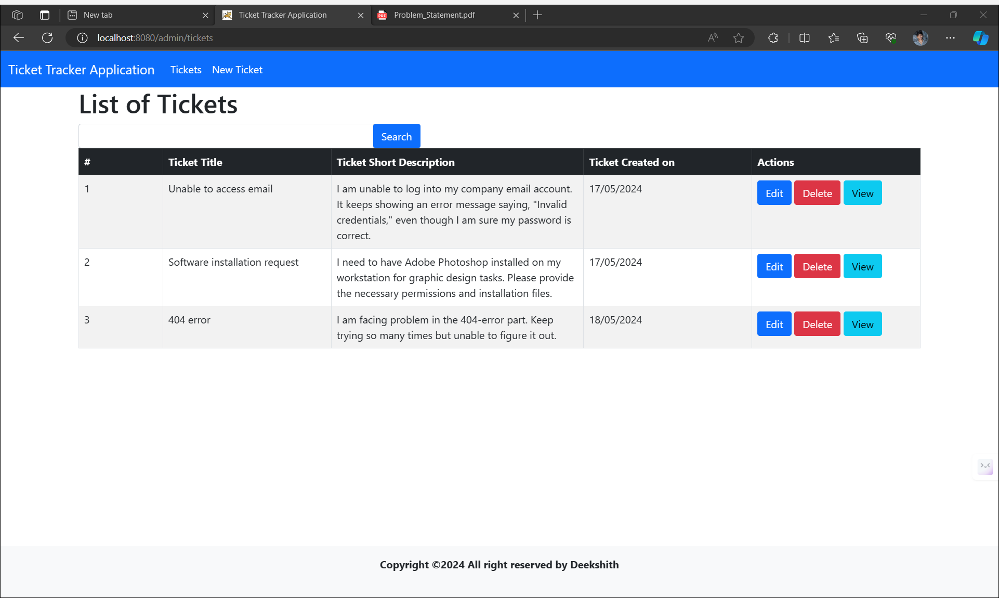 New tab
Ticket Tracker Application
Problem_Statement.pdf
localhost:8080/admin/tickets
Ticket Tracker Application Tickets New Ticket
List of Tickets
Search
# Ticket Title Ticket Short Description Ticket Created on Actions
1 Unable to access email I am unable to log into my company email account. 17/05/2024 Edit Delete View
It keeps showing an error message saying, "Invalid
credentials," even though I am sure my password is
correct.
2 Software installation request I need to have Adobe Photoshop installed on my 17/05/2024 Edit Delete View
workstation for graphic design tasks. Please provide
the necessary permissions and installation files.
3 404 error I am facing problem in the 404-error part. Keep 18/05/2024 Edit Delete View
trying so many times but unable to figure it out.
Copyright ©2024 All right reserved by Deekshith